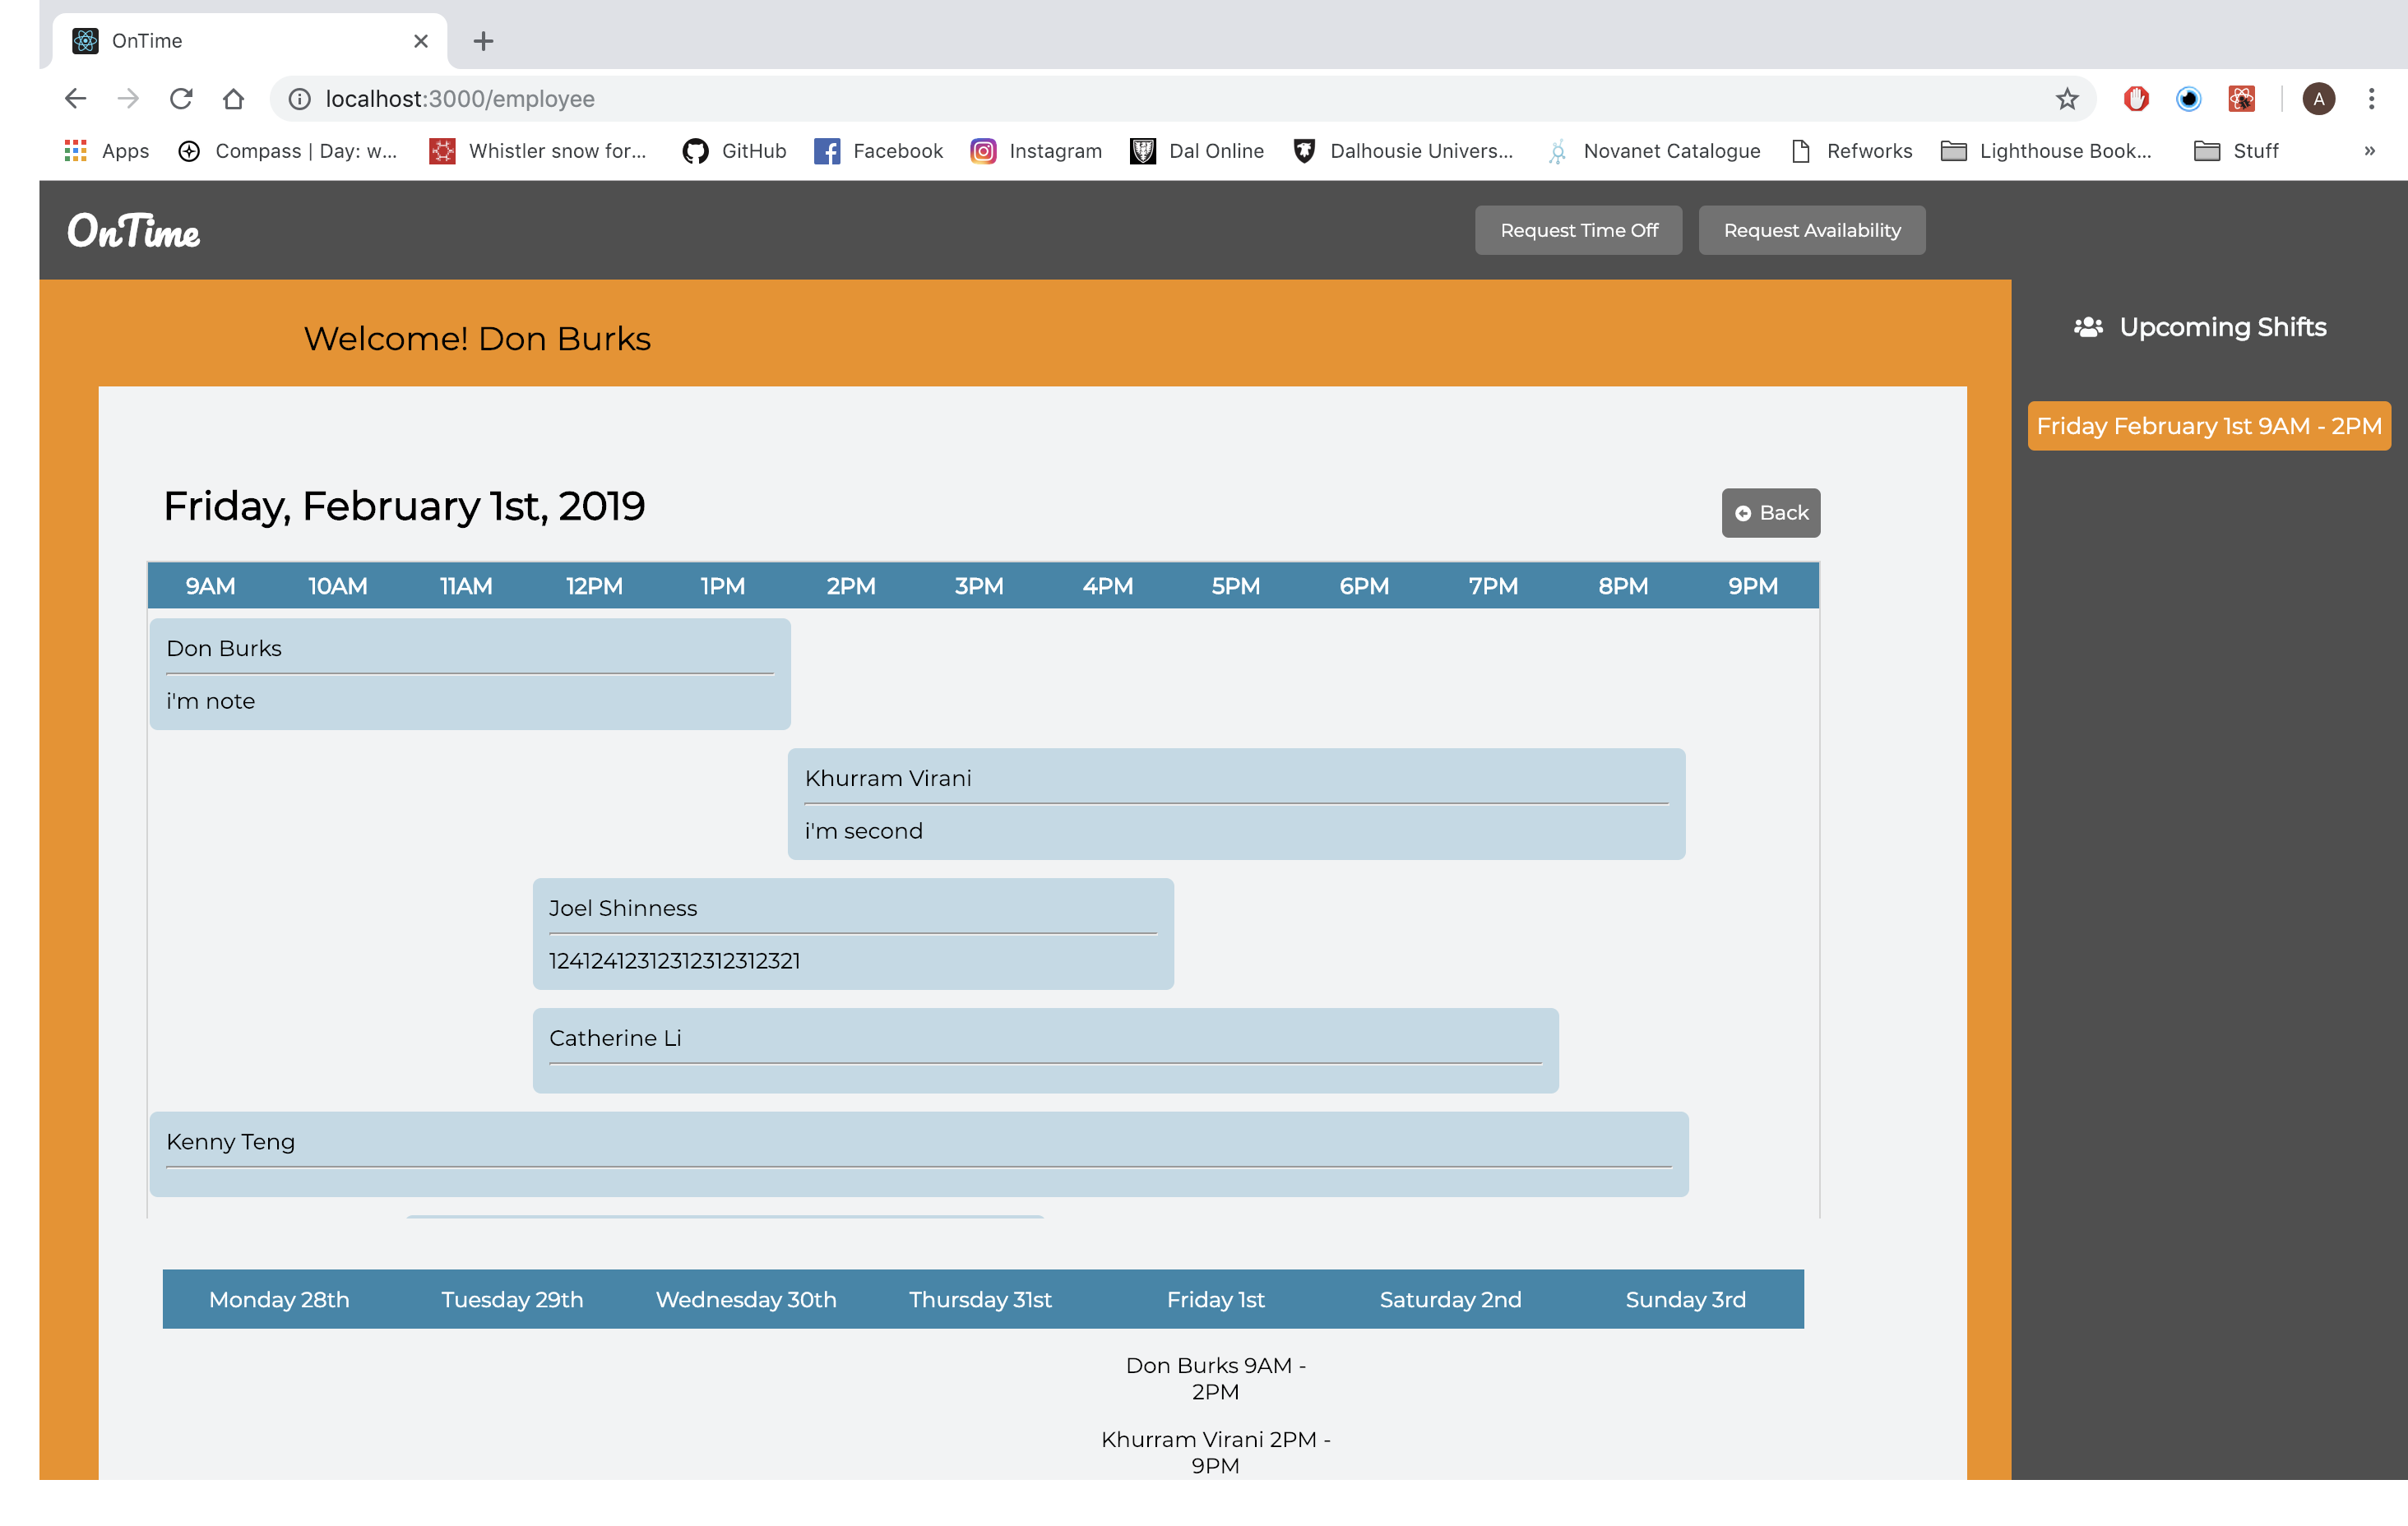 OnTime
localhost:3000/employee
A
Apps
Compass | Day: w...
Whistler snow for...
GitHub
Facebook
Instagram
Dal Online
Dalhousie Univers...
Novanet Catalogue
Refworks
Lighthouse Book...
Stuff
»
OnTime
Request Time Off
Request Availability
Welcome! Don Burks
Upcoming Shifts
Friday February 1st 9AM - 2PM
Friday, February 1st, 2019
Back
9AM 10AM 11AM 12PM 1PM 2PM 3PM 4PM 5PM 6PM 7PM 8PM 9PM
Don Burks
i'm note
Khurram Virani
i'm second
Joel Shinness
12412412312312312312321
Catherine Li
Kenny Teng
Monday 28th Tuesday 29th Wednesday 30th Thursday 31st Friday 1st Saturday 2nd Sunday 3rd
Don Burks 9AM -
2PM
Khurram Virani 2PM -
9PM